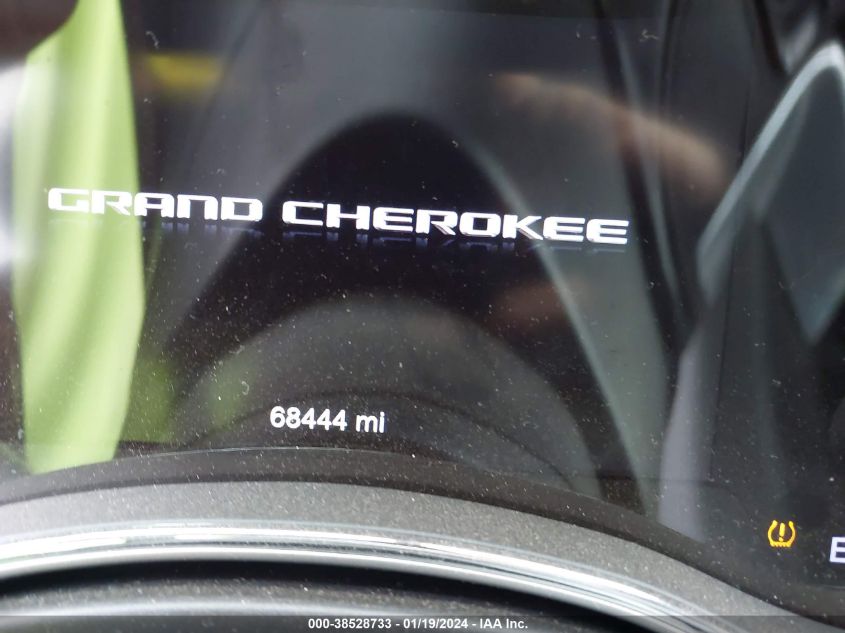 GRAND CHEROKEE
68444 mi
E
000-38528733 - 01/19/2024 - IAA Inc.